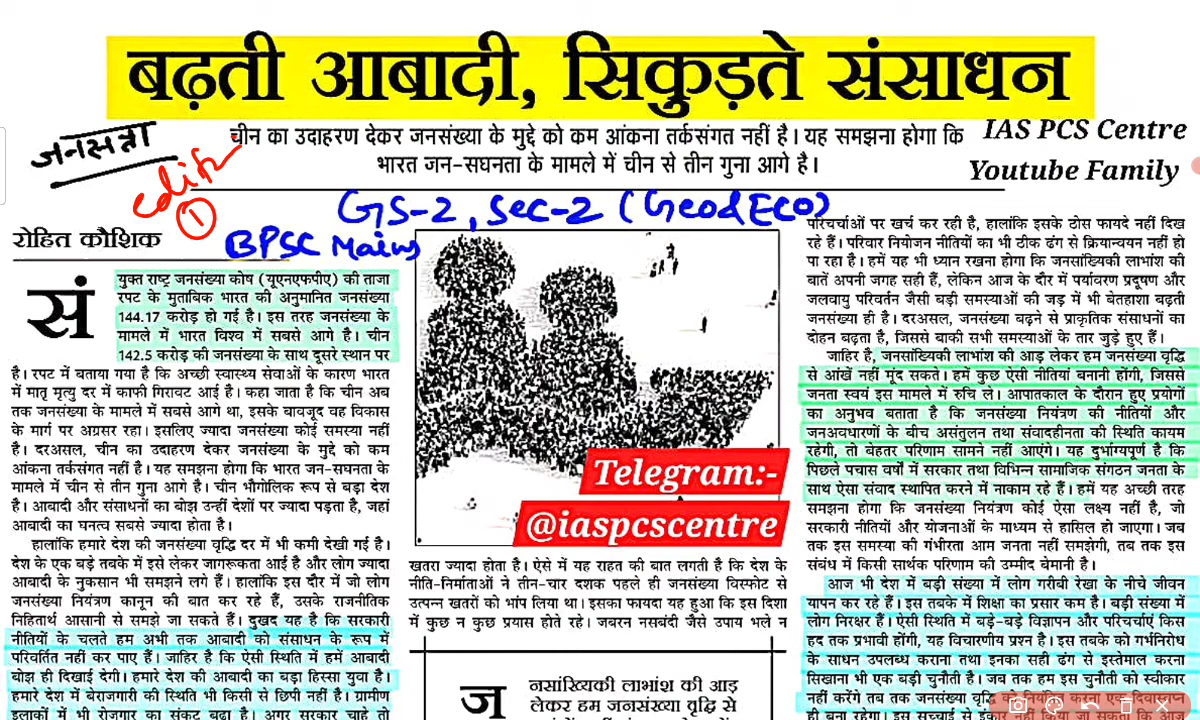 बढ़ती आबादी, सिकुड़ते संसाधन
जनसत्ता
चीन का उदाहरण देकर जनसंख्या के मुद्दे को कम आंकना तर्कसंगत नहीं है। यह समझना होगा कि
भारत जन-सघनता के मामले में चीन से तीन गुना आगे है।
IAS PCS Centre
Youtube Family
1
GS-2, Sec-2 (GeodEco)
BPSC Mains
रोहित कौशिक
संयुक्त राष्ट्र जनसंख्या कोष (यूएनएफपीए) की ताजा
रपट के मुताबिक भारत की अनुमानित जनसंख्या
144.17 करोड़ हो गई है। इस तरह जनसंख्या के
मामले में भारत विश्व में सबसे आगे है। चीन
142.5 करोड़ की जनसंख्या के साथ दूसरे स्थान पर
है। रपट में बताया गया है कि अच्छी स्वास्थ्य सेवाओं के कारण भारत
में मातृ मृत्यु दर में काफी गिरावट आई है। कहा जाता है कि चीन अब
तक जनसंख्या के मामले में सबसे आगे था, इसके बावजूद वह विकास
के मार्ग पर अग्रसर रहा। इसलिए ज्यादा जनसंख्या कोई समस्या नहीं
है। दरअसल, चीन का उदाहरण देकर जनसंख्या के मुद्दे को कम
आंकना तर्कसंगत नहीं है। यह समझना होगा कि भारत जन-सघनता के
मामले में चीन से तीन गुना आगे है। चीन भौगोलिक रूप से बड़ा देश
है। आबादी और संसाधनों का बोझ उन्हीं देशों पर ज्यादा पड़ता है, जहां
आबादी का घनत्व सबसे ज्यादा होता है।
हालांकि हमारे देश की जनसंख्या वृद्धि दर में भी कमी देखी गई है।
देश के एक बड़े तबके में इसे लेकर जागरूकता आई है और लोग ज्यादा
आबादी के नुकसान भी समझने लगे हैं। हालांकि इस दौर में जो लोग
जनसंख्या नियंत्रण कानून की बात कर रहे हैं, उसके राजनीतिक
निहितार्थ आसानी से समझे जा सकते हैं। दुखद यह है कि सरकारी
नीतियों के चलते हम अभी तक आबादी को संसाधन के रूप में
परिवर्तित नहीं कर पाए हैं। जाहिर है कि ऐसी स्थिति में हमें आबादी
बोझ ही दिखाई देगी। हमारे देश की आबादी का बड़ा हिस्सा युवा है।
हमारे देश में बेराजगारी की स्थिति भी किसी से छिपी नहीं है। ग्रामीण
इलाकों में भी रोजगार का संकट बढ़ा है। अगर सरकार चाहे तो
Telegram:-
@iaspcscentre
खतरा ज्यादा होता है। ऐसे में यह राहत की बात लगती है कि देश के
नीति-निर्माताओं ने तीन-चार दशक पहले ही जनसंख्या विस्फोट से
उत्पन्न खतरों को भांप लिया था। इसका फायदा यह हुआ कि इस दिशा
में कुछ न कुछ प्रयास होते रहे। जबरन नसबंदी जैसे उपाय भले न
जनसांख्यिकी लाभांश की आड़
लेकर हम जनसंख्या वृद्धि से
परिचर्चाओं पर खर्च कर रही है, हालांकि इसके ठोस फायदे नहीं दिख
रहे हैं। परिवार नियोजन नीतियों का भी ठीक ढंग से क्रियान्वयन नहीं हो
पा रहा है। हमें यह भी ध्यान रखना होगा कि जनसांख्यिकी लाभांश की
बातें अपनी जगह सही हैं, लेकिन आज के दौर में पर्यावरण प्रदूषण और
जलवायु परिवर्तन जैसी बड़ी समस्याओं की जड़ में भी बेतहाशा बढ़ती
जनसंख्या ही है। दरअसल, जनसंख्या बढ़ने से प्राकृतिक संसाधनों का
दोहन बढ़ता है, जिससे बाकी सभी समस्याओं के तार जुड़े हुए हैं।
जाहिर है, जनसांख्यिकी लाभांश की आड़ लेकर हम जनसंख्या वृद्धि
से आंखें नहीं मूंद सकते। हमें कुछ ऐसी नीतियां बनानी होंगी, जिससे
जनता स्वयं इस मामले में रुचि ले। आपातकाल के दौरान हुए प्रयोगों
का अनुभव बताता है कि जनसंख्या नियंत्रण की नीतियों और
जनअवधारणों के बीच असंतुलन तथा संवादहीनता की स्थिति कायम
रहेगी, तो बेहतर परिणाम सामने नहीं आएंगे। यह दुर्भाग्यपूर्ण है कि
पिछले पचास वर्षों में सरकार तथा विभिन्न सामाजिक संगठन जनता के
साथ ऐसा संवाद स्थापित करने में नाकाम रहे हैं। हमें यह अच्छी तरह
समझना होगा कि जनसंख्या नियंत्रण कोई ऐसा लक्ष्य नहीं है, जो
सरकारी नीतियों और योजनाओं के माध्यम से हासिल हो जाएगा। जब
तक इस समस्या की गंभीरता आम जनता नहीं समझेगी, तब तक इस
संबंध में किसी सार्थक परिणाम की उम्मीद बेमानी है।
आज भी देश में बड़ी संख्या में लोग गरीबी रेखा के नीचे जीवन
यापन कर रहे हैं। इस तबके में शिक्षा का प्रसार कम है। बड़ी संख्या में
लोग निरक्षर हैं। ऐसी स्थिति में बड़े-बड़े विज्ञापन और परिचर्चाएं किस
हद तक प्रभावी होंगी, यह विचारणीय प्रश्न है। इस तबके को गर्भनिरोध
के साधन उपलब्ध कराना तथा इनका सही ढंग से इस्तेमाल करना
सिखाना भी एक बड़ी चुनौती है। जब तक हम इस चुनौती को स्वीकार
नहीं करेंगे तब तक जनसंख्या वृद्धि को नियंत्रित करना एक दिवास्वप्न
ही बना रहेगा। इस सच्चाई से इंकार नहीं किया जा सकता कि आज